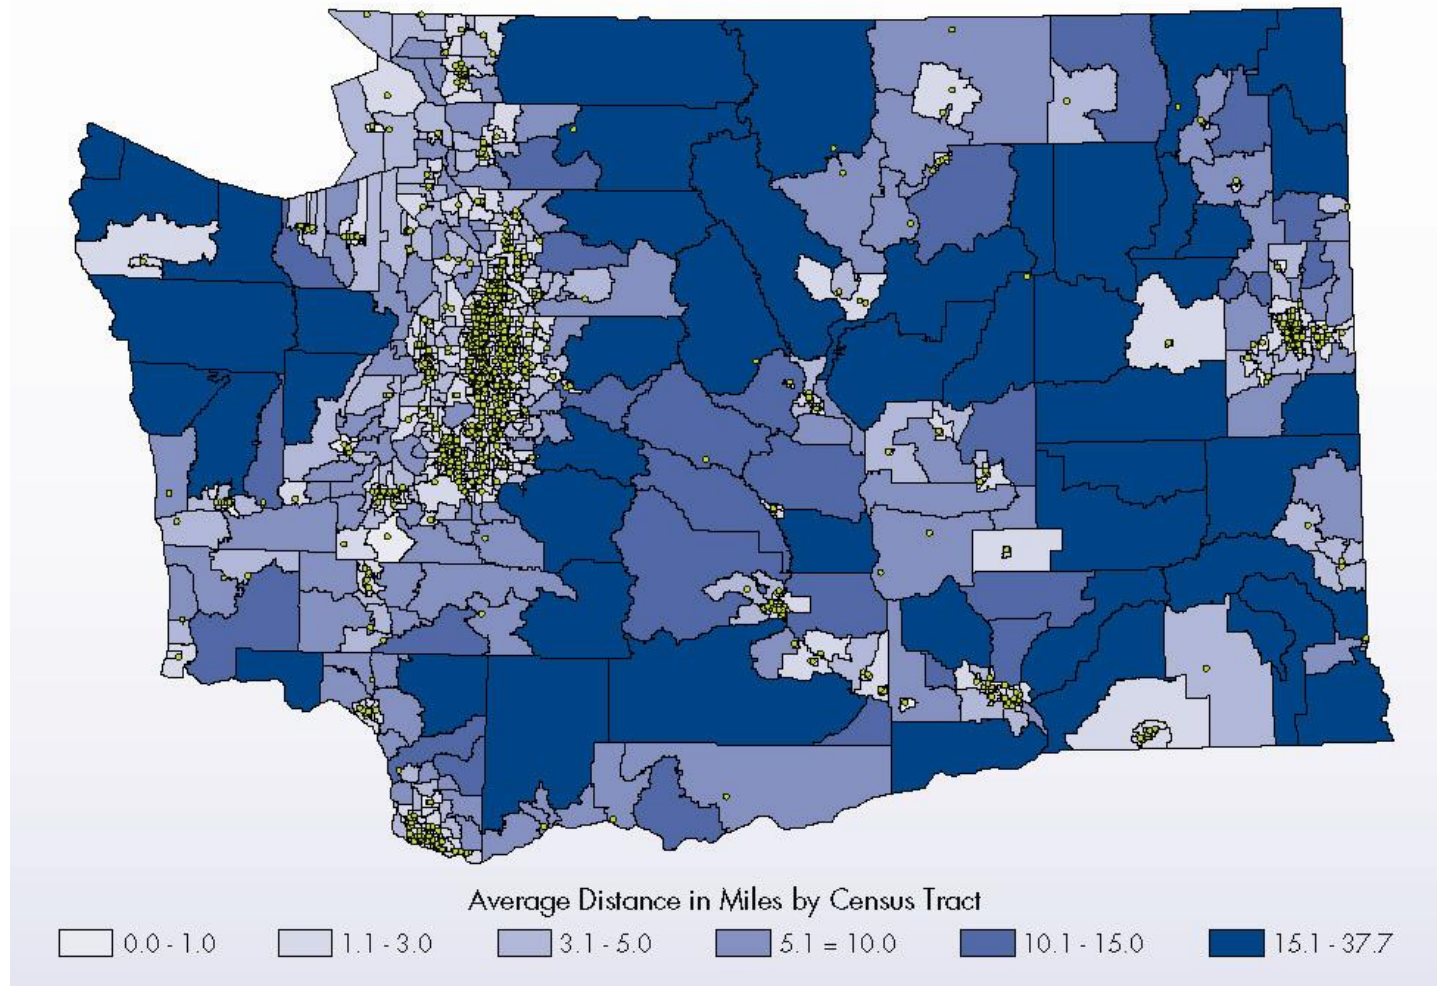 Average Distance in Miles by Census Tract
0.0 - 1.0 1.1 - 3.0 3.1 - 5.0 5.1 = 10.0 10.1 - 15.0 15.1 - 37.7